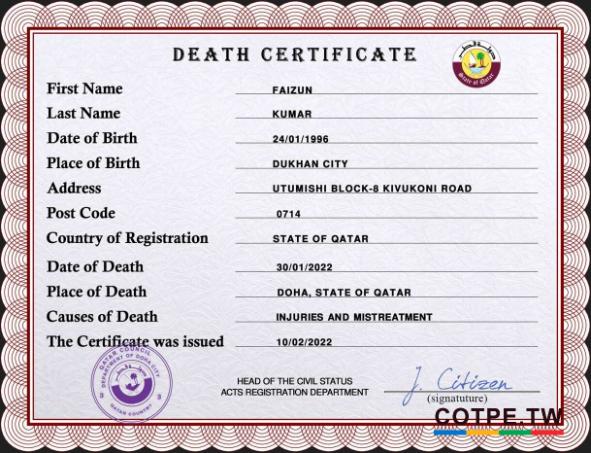 DEATH CERTIFICATE
State of Qatar
First Name FAIZUN
Last Name KUMAR
Date of Birth 24/01/1996
Place of Birth DUKHAN CITY
Address UTUMISHI BLOCK-8 KIVUKONI ROAD
Post Code 0714
Country of Registration STATE OF QATAR
Date of Death 30/01/2022
Place of Death DOHA, STATE OF QATAR
Causes of Death INJURIES AND MISTREATMENT
The Certificate was issued 10/02/2022
QATAR COUNCIL
DEPARTMENT OF DOHA CITY
QATAR COUNTRY
HEAD OF THE CIVIL STATUS
ACTS REGISTRATION DEPARTMENT
J. Citizen
(signatuture)
COTPE.TW